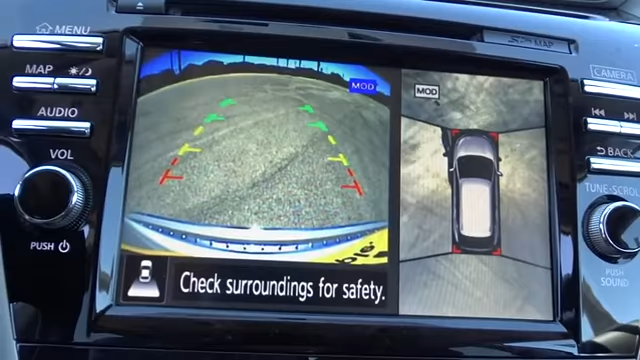 MENU
MAP
AUDIO
VOL
PUSH
MOD
Check surroundings for safety.
MAP
MOD
CAMERA
BACK
TUNE·SCROLL
PUSH
SOUND